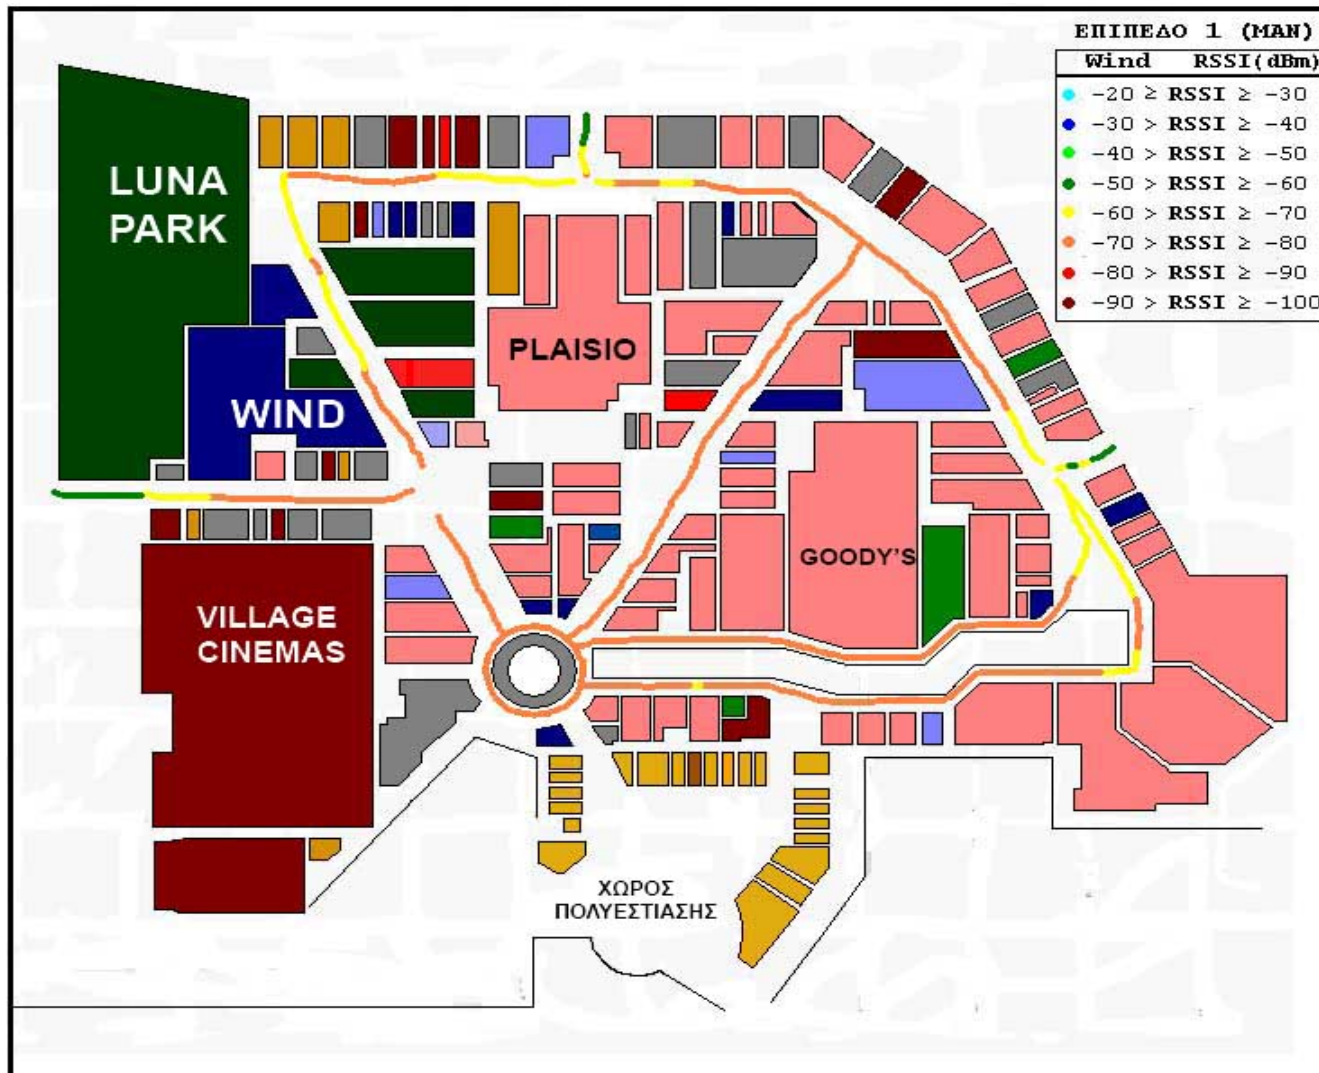 ΕΠΙΠΕΔΟ 1 (MAN)
Wind RSSI(dBm)
-20 ≥ RSSI ≥ -30
-30 > RSSI ≥ -40
-40 > RSSI ≥ -50
-50 > RSSI ≥ -60
-60 > RSSI ≥ -70
-70 > RSSI ≥ -80
-80 > RSSI ≥ -90
-90 > RSSI ≥ -100
LUNA
PARK
PLAISIO
WIND
GOODY'S
VILLAGE
CINEMAS
ΧΩΡΟΣ
ΠΟΛΥΕΣΤΙΑΣΗΣ